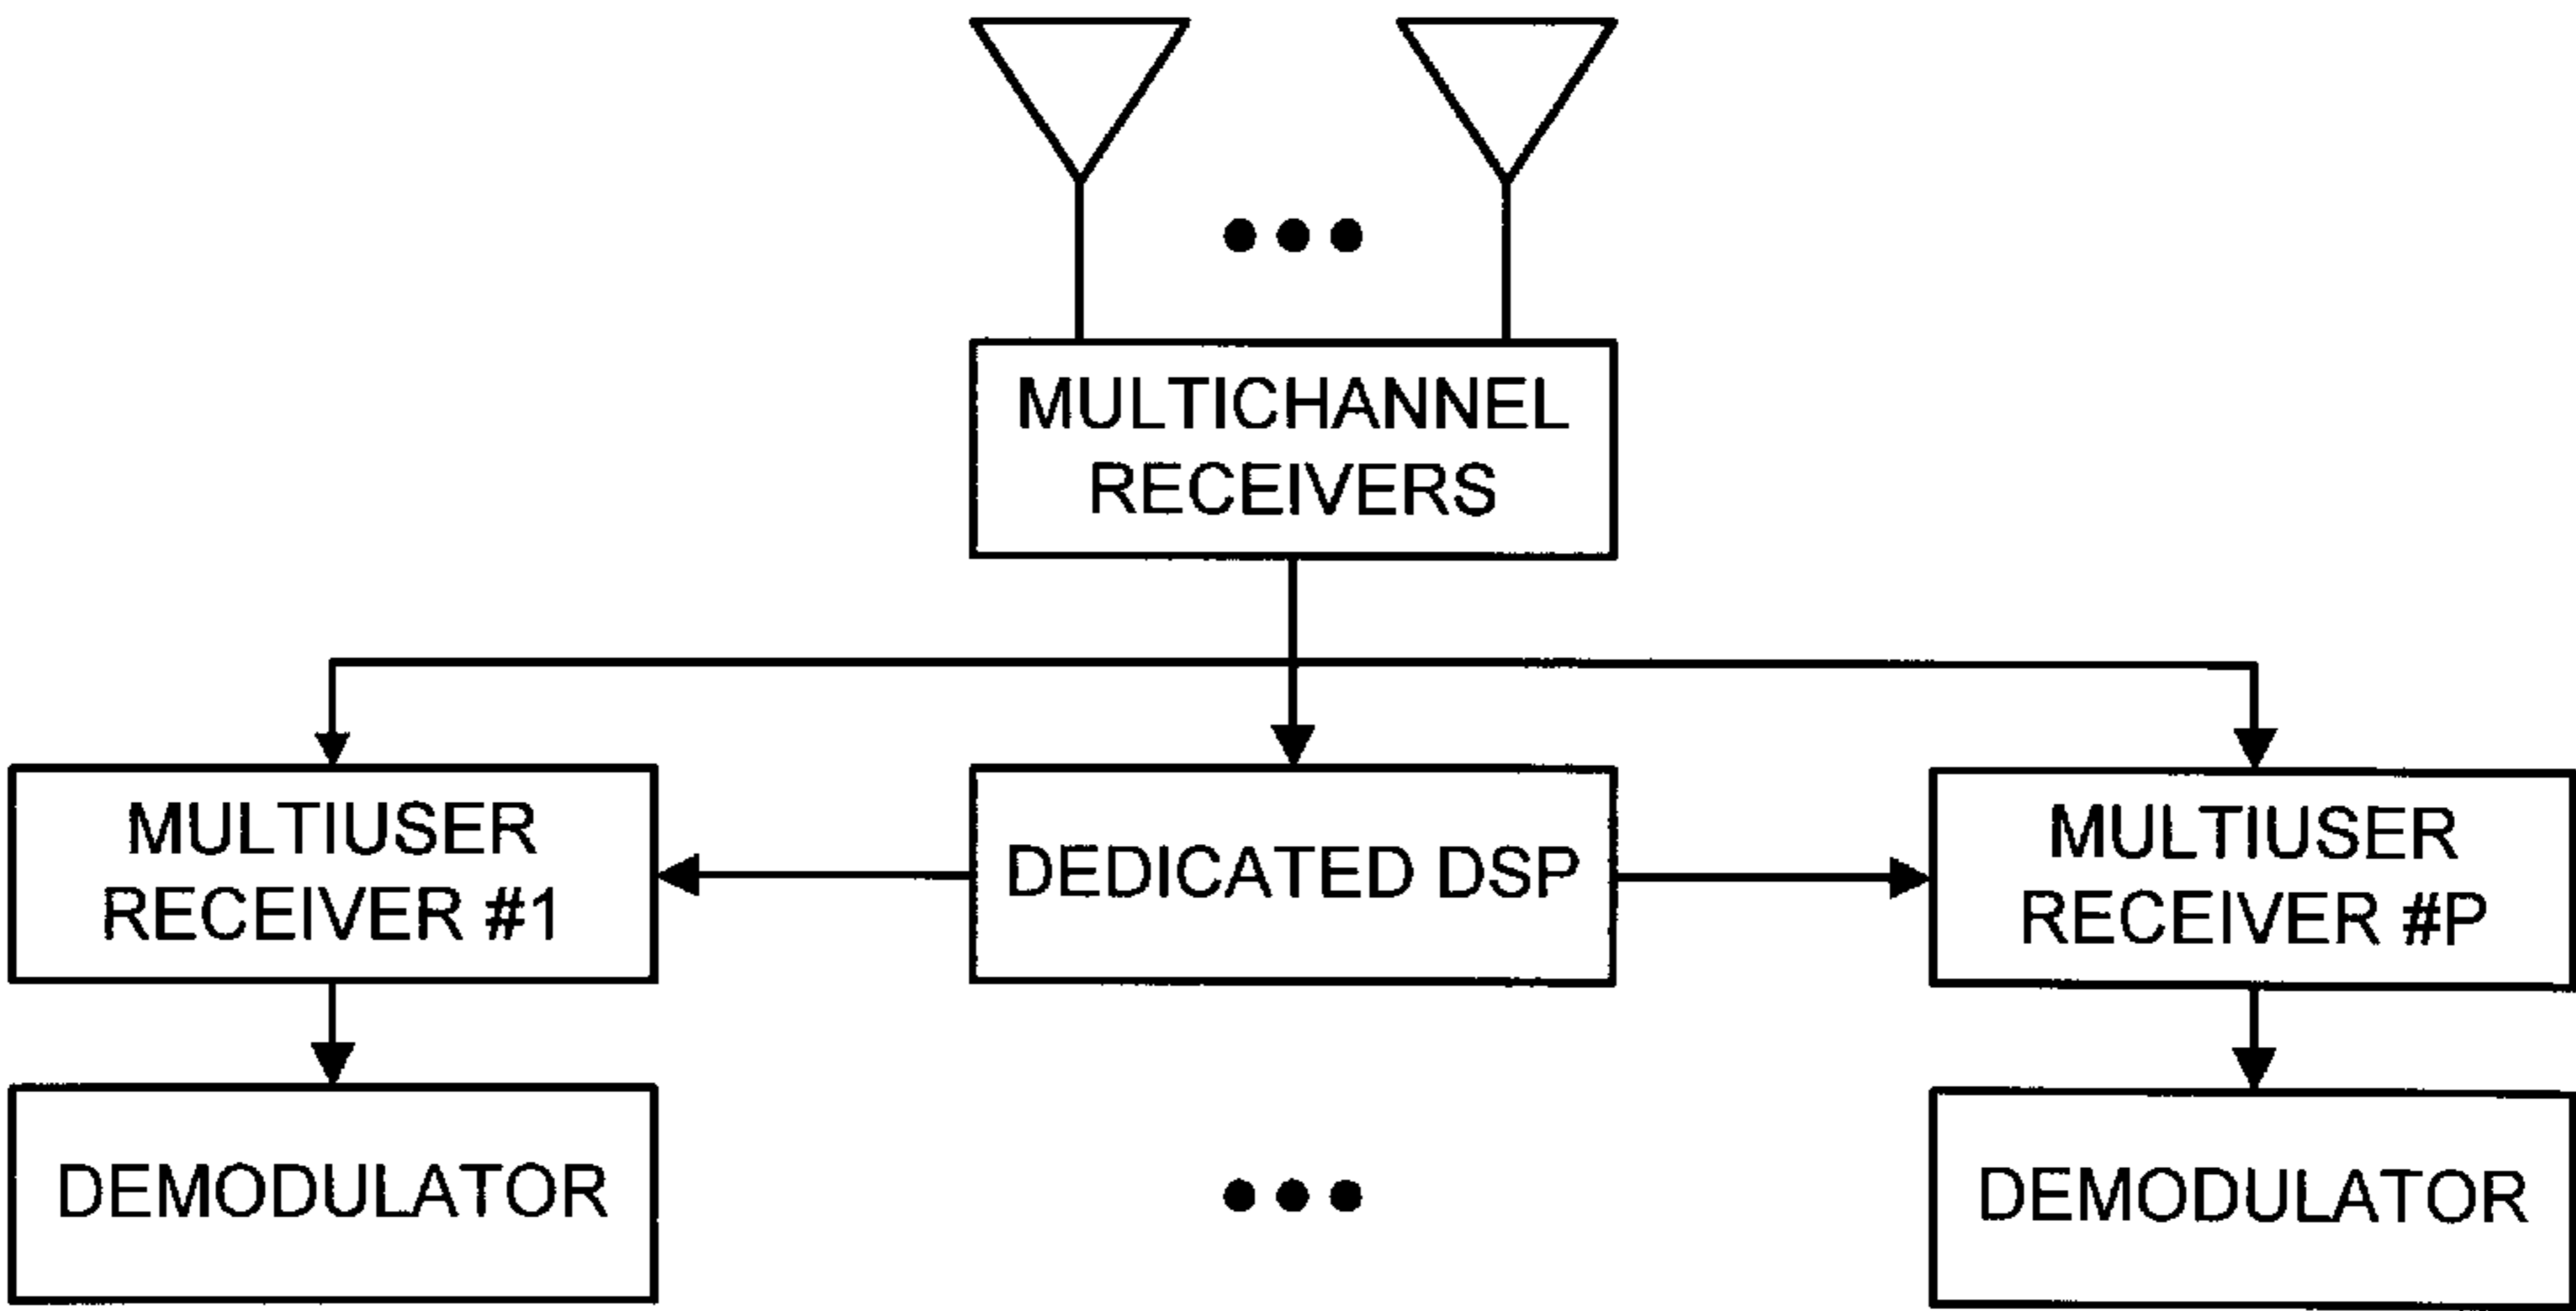 MULTICHANNEL
RECEIVERS
MULTIUSER
RECEIVER #1
DEDICATED DSP
MULTIUSER
RECEIVER #P
DEMODULATOR
DEMODULATOR